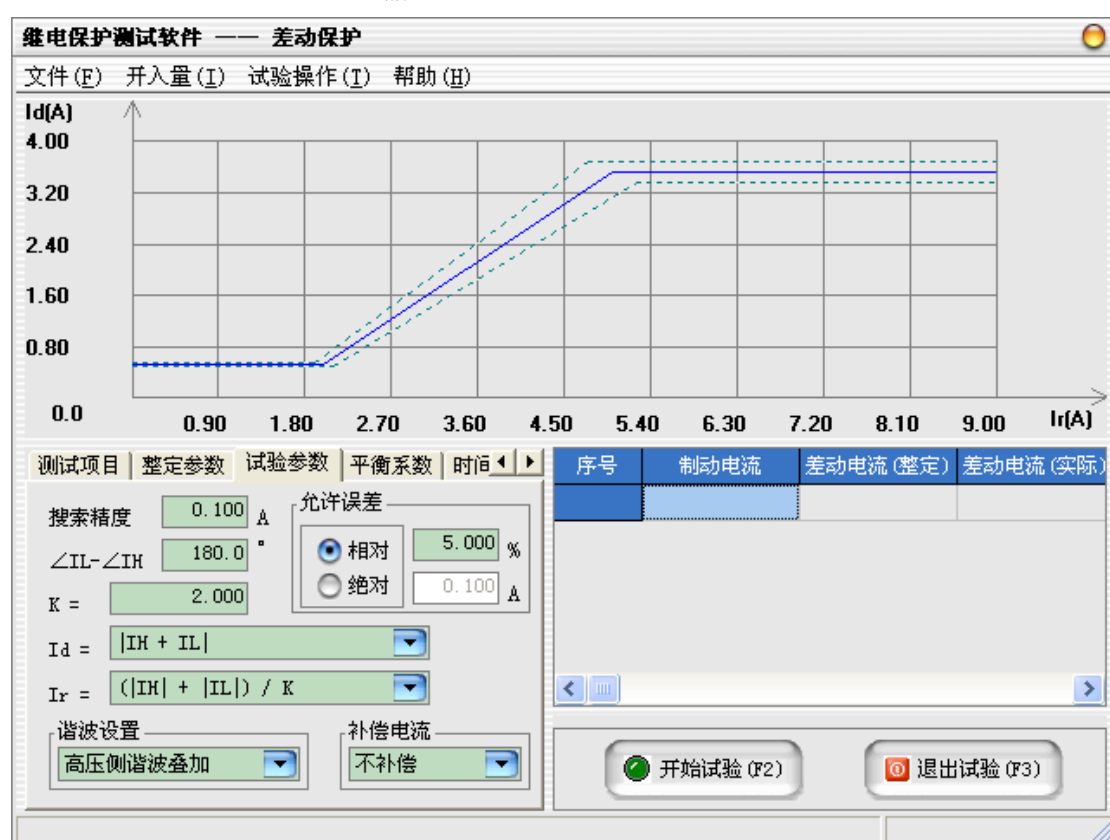 继电保护测试软件 —— 差动保护
文件(F) 开入量(I) 试验操作(T) 帮助(H)
Id(A)
4.00
3.20
2.40
1.60
0.80
0.0
0.90 1.80 2.70 3.60 4.50 5.40 6.30 7.20 8.10 9.00 Ir(A)
测试项目 整定参数 试验参数 平衡系数
搜索精度 0.100 A
∠IL-∠IH 180.0 °
K = 2.000
允许误差
相对 5.000 %
绝对 0.100 A
Id = |IH + IL|
Ir = (|IH| + |IL|) / K
谐波设置
高压侧谐波叠加
补偿电流
不补偿
序号 制动电流 差动电流(整定) 差动电流(实际)
开始试验(F2) 退出试验(F3)